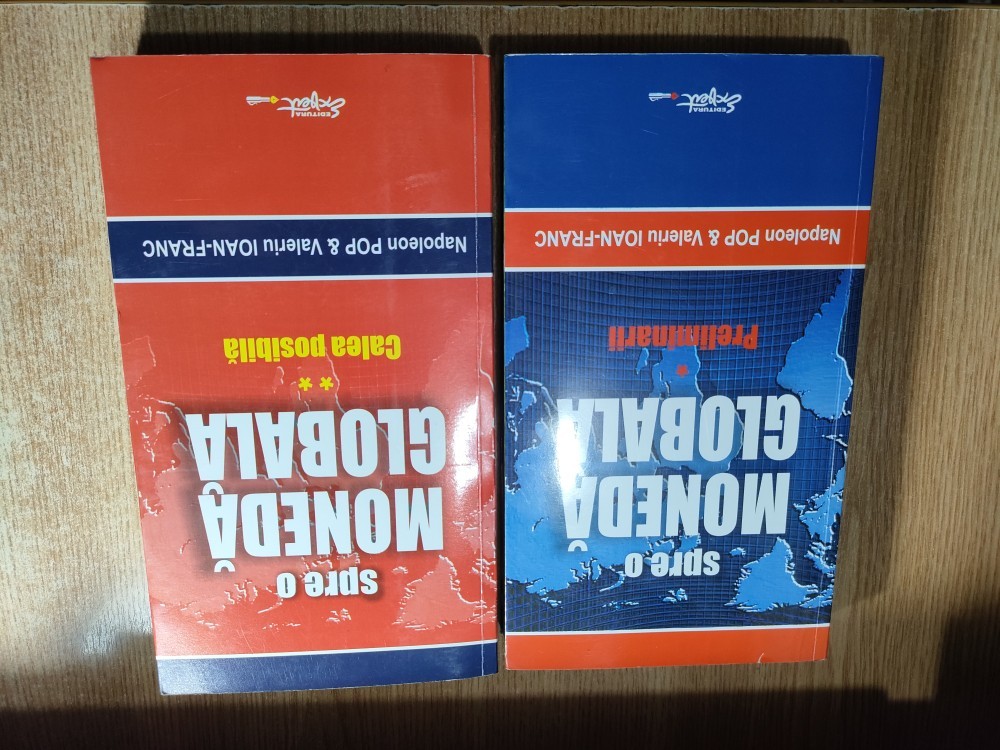 spre o
MONEDĂ
GLOBALĂ
*
Preliminarii
Napoleon POP & Valeriu IOAN-FRANC
EDITURA
Expert
spre o
MONEDĂ
GLOBALĂ
**
Calea posibilă
Napoleon POP & Valeriu IOAN-FRANC
EDITURA
Expert